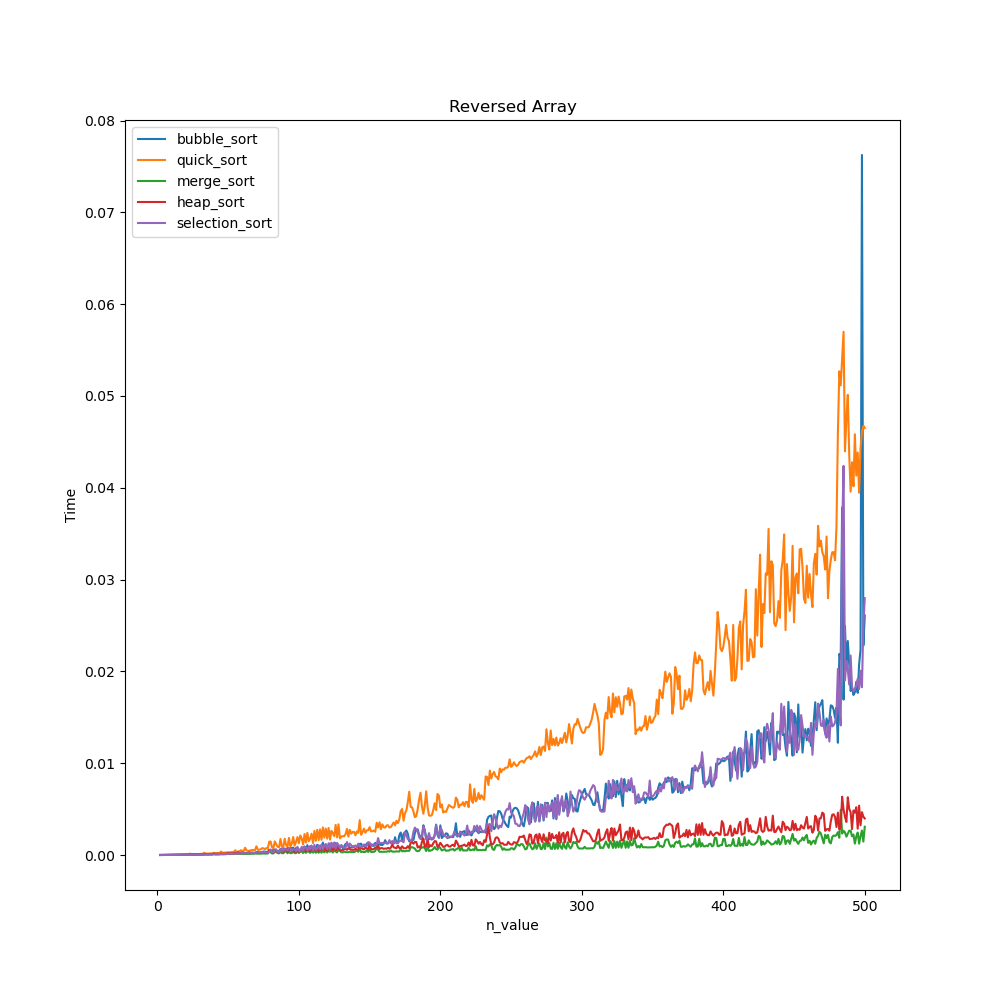 Reversed Array
bubble_sort
quick_sort
merge_sort
heap_sort
selection_sort
0.08
0.07
0.06
0.05
0.04
0.03
0.02
0.01
0.00
Time
0 100 200 300 400 500
n_value